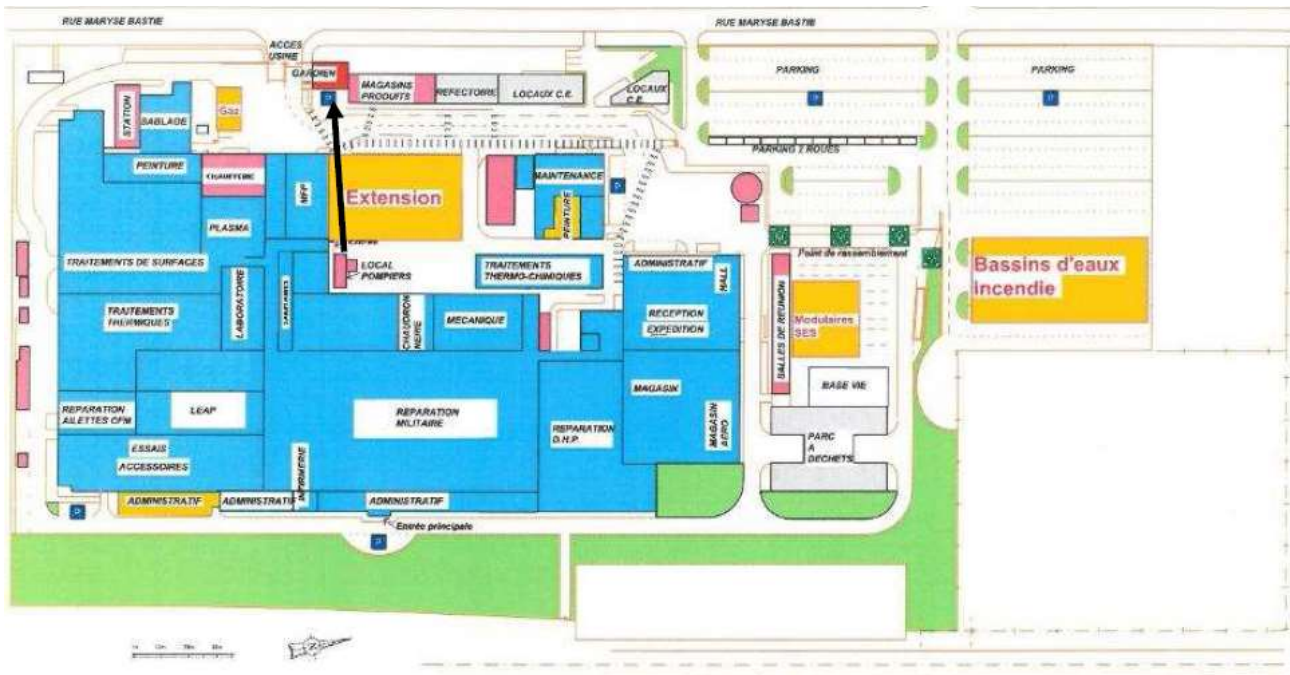 RUE MARYSE BASTIE
RUE MARYSE BASTIE
ACCES
USINE
GARDIEN
MAGASINS
PRODUITS
REFECTOIRE
LOCAUX C.E.
LOCAUX
C.E.
PARKING
PARKING
STATION
SABLAGE
Gaz
PARKING 2 ROUES
PEINTURE
CHAUFFERIE
MFP
Extension
MAINTENANCE
PEINTURE
PLASMA
TRAITEMENTS DE SURFACES
LOCAL
POMPIERS
TRAITEMENTS
THERMO-CHIMIQUES
ADMINISTRATIF
HALL
Point de rassemblement
Bassins d'eaux
incendie
LABORATOIRE
TRAITEMENTS
THERMIQUES
CHAUDRON
NERIE
MECANIQUE
RECEPTION
EXPEDITION
SALLES DE REUNION
Modulaires
SES
REPARATION
AILETTES CFM
LEAP
REPARATION
MILITAIRE
MAGASIN
MAGASIN
AERO
BASE VIE
REPARATION
D.H.P.
PARC
A
DECHETS
ESSAIS
ACCESSOIRES
INFIRMERIE
ADMINISTRATIF
ADMINISTRATIF
ADMINISTRATIF
Entrée principale